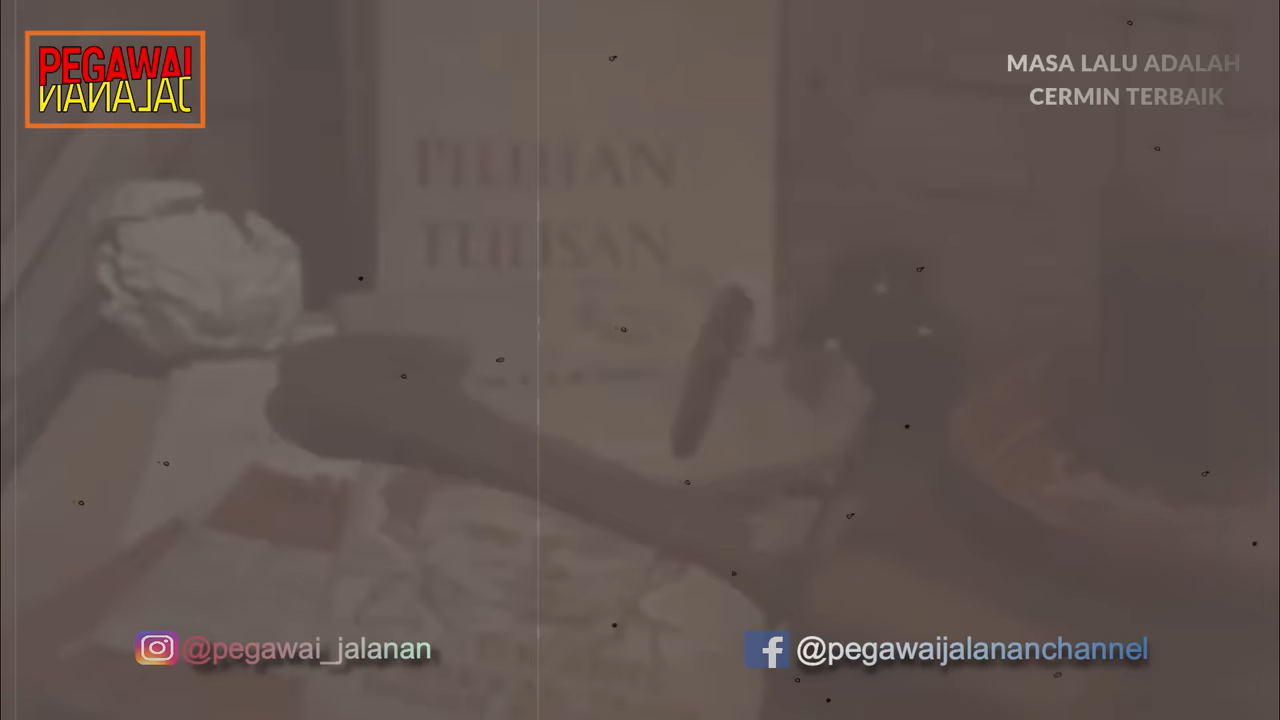 PEGAWAI
JALANAN
MASA LALU ADALAH
CERMIN TERBAIK
PILIHAN
TULISAN
@pegawai_jalanan
@pegawaijalananchannel